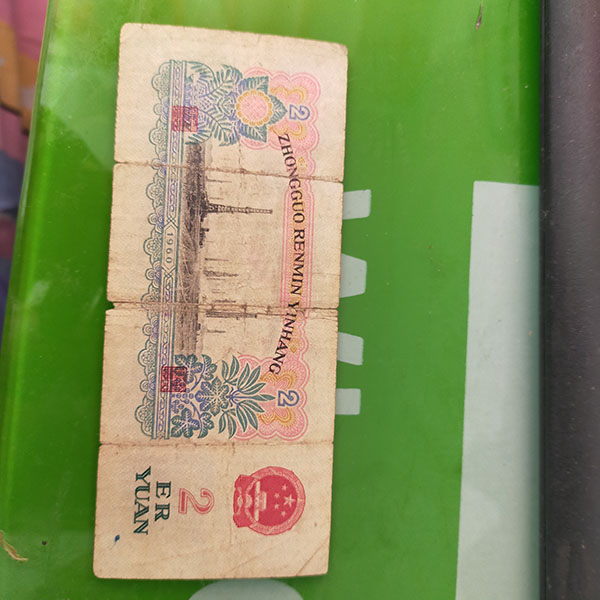 2
ZHONGGUO RENMIN YINHANG
2
1960
2
ER
YUAN